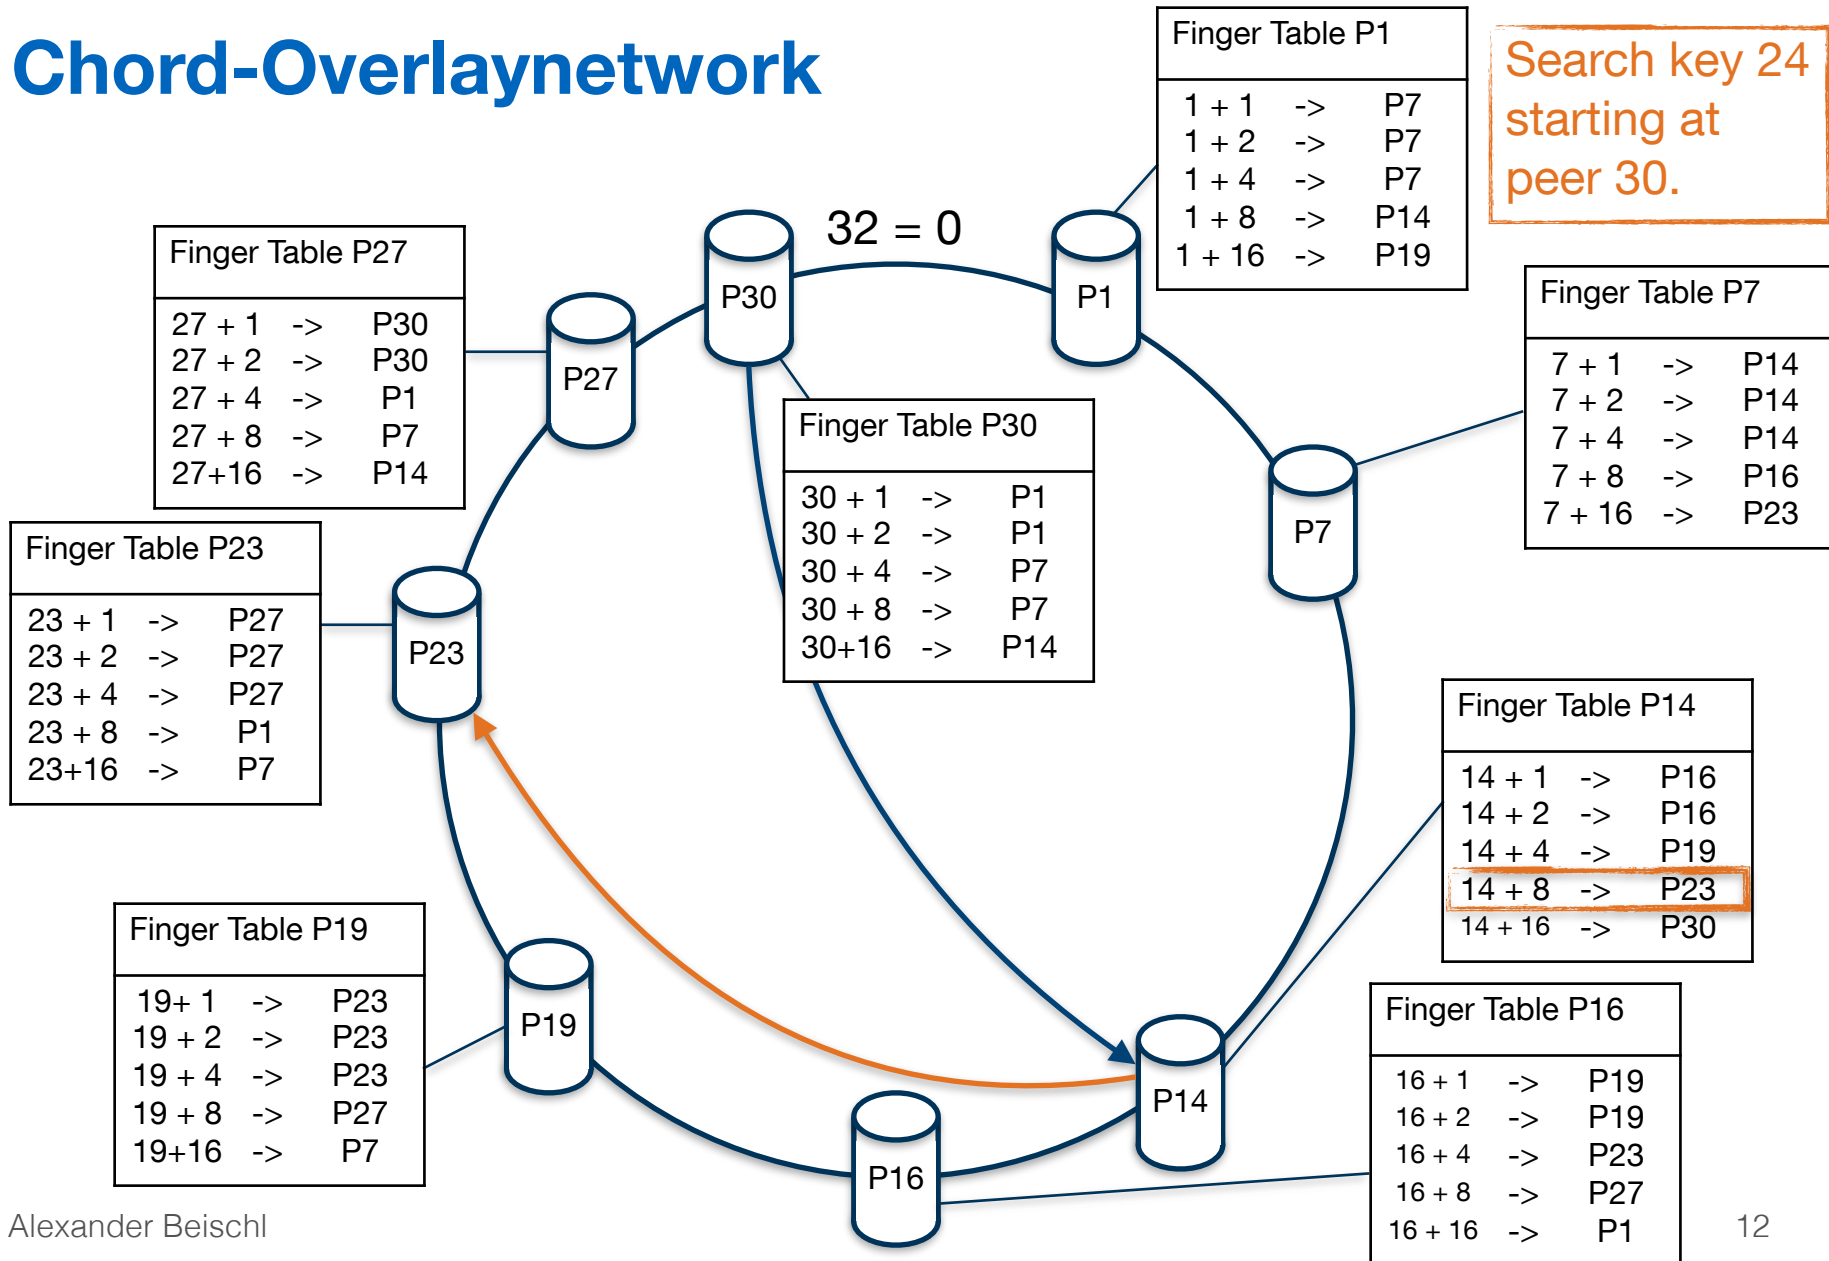 Chord-Overlaynetwork
Search key 24
starting at
peer 30.
Finger Table P1
1 + 1 -> P7
1 + 2 -> P7
1 + 4 -> P7
1 + 8 -> P14
1 + 16 -> P19
32 = 0
Finger Table P27
27 + 1 -> P30
27 + 2 -> P30
27 + 4 -> P1
27 + 8 -> P7
27+16 -> P14
P30
P1
P27
Finger Table P7
7 + 1 -> P14
7 + 2 -> P14
7 + 4 -> P14
7 + 8 -> P16
7 + 16 -> P23
Finger Table P30
30 + 1 -> P1
30 + 2 -> P1
30 + 4 -> P7
30 + 8 -> P7
30+16 -> P14
P7
Finger Table P23
23 + 1 -> P27
23 + 2 -> P27
23 + 4 -> P27
23 + 8 -> P1
23+16 -> P7
P23
Finger Table P14
14 + 1 -> P16
14 + 2 -> P16
14 + 4 -> P19
14 + 8 -> P23
14 + 16 -> P30
Finger Table P19
19+ 1 -> P23
19 + 2 -> P23
19 + 4 -> P23
19 + 8 -> P27
19+16 -> P7
P19
P14
P16
Finger Table P16
16 + 1 -> P19
16 + 2 -> P19
16 + 4 -> P23
16 + 8 -> P27
16 + 16 -> P1
Alexander Beischl
12